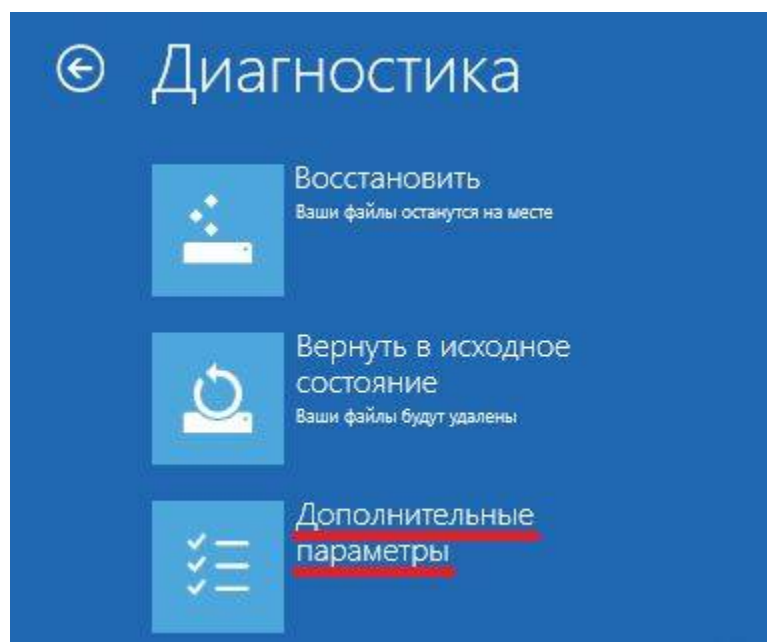 Диагностика
Восстановить
Ваши файлы останутся на месте
Вернуть в исходное
состояние
Ваши файлы будут удалены
Дополнительные
параметры